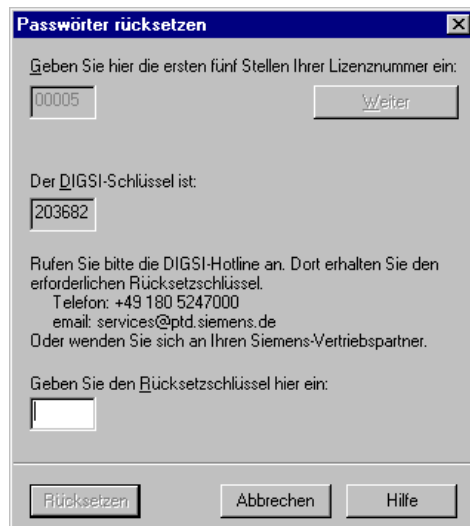 Passwörter rücksetzen
Geben Sie hier die ersten fünf Stellen Ihrer Lizenznummer ein:
00005
Weiter
Der DIGSI-Schlüssel ist:
203682
Rufen Sie bitte die DIGSI-Hotline an. Dort erhalten Sie den
erforderlichen Rücksetzschlüssel.
Telefon: +49 180 5247000
email: services@ptd.siemens.de
Oder wenden Sie sich an Ihren Siemens-Vertriebspartner.
Geben Sie den Rücksetzschlüssel hier ein:
Rücksetzen
Abbrechen
Hilfe